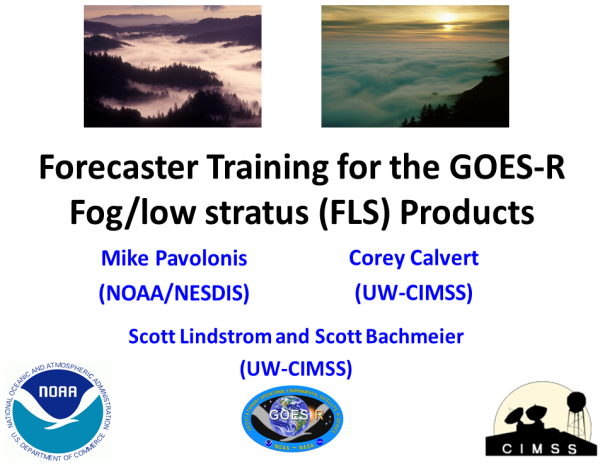 Forecaster Training for the GOES-R
Fog/low stratus (FLS) Products
Mike Pavolonis
(NOAA/NESDIS)
Corey Calvert
(UW-CIMSS)
Scott Lindstrom and Scott Bachmeier
(UW-CIMSS)
NATIONAL OCEANIC AND ATMOSPHERIC ADMINISTRATION
NOAA
U.S. DEPARTMENT OF COMMERCE
GOES R
NOAA - NASA
CIMSS